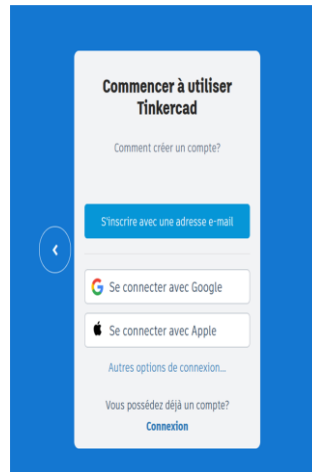 Commencer à utiliser
Tinkercad
Comment créer un compte?
S'inscrire avec une adresse e-mail
Se connecter avec Google
Se connecter avec Apple
Autres options de connexion...
Vous possédez déjà un compte?
Connexion